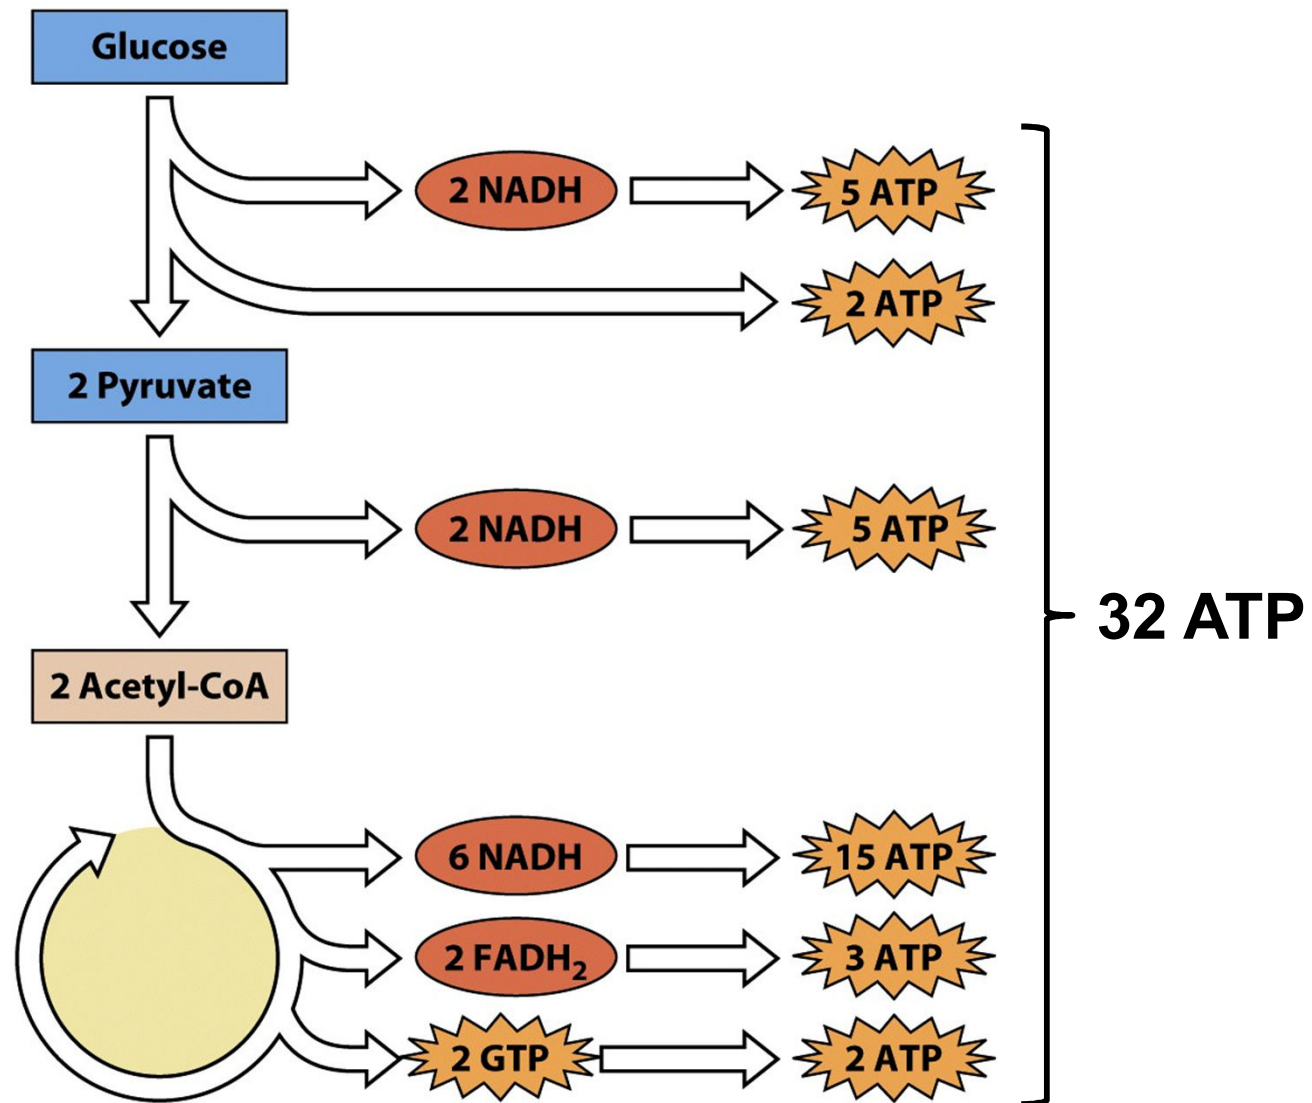 Glucose
2 NADH
5 ATP
2 ATP
2 Pyruvate
2 NADH
5 ATP
32 ATP
2 Acetyl-CoA
6 NADH
15 ATP
2 FADH₂
3 ATP
2 GTP
2 ATP